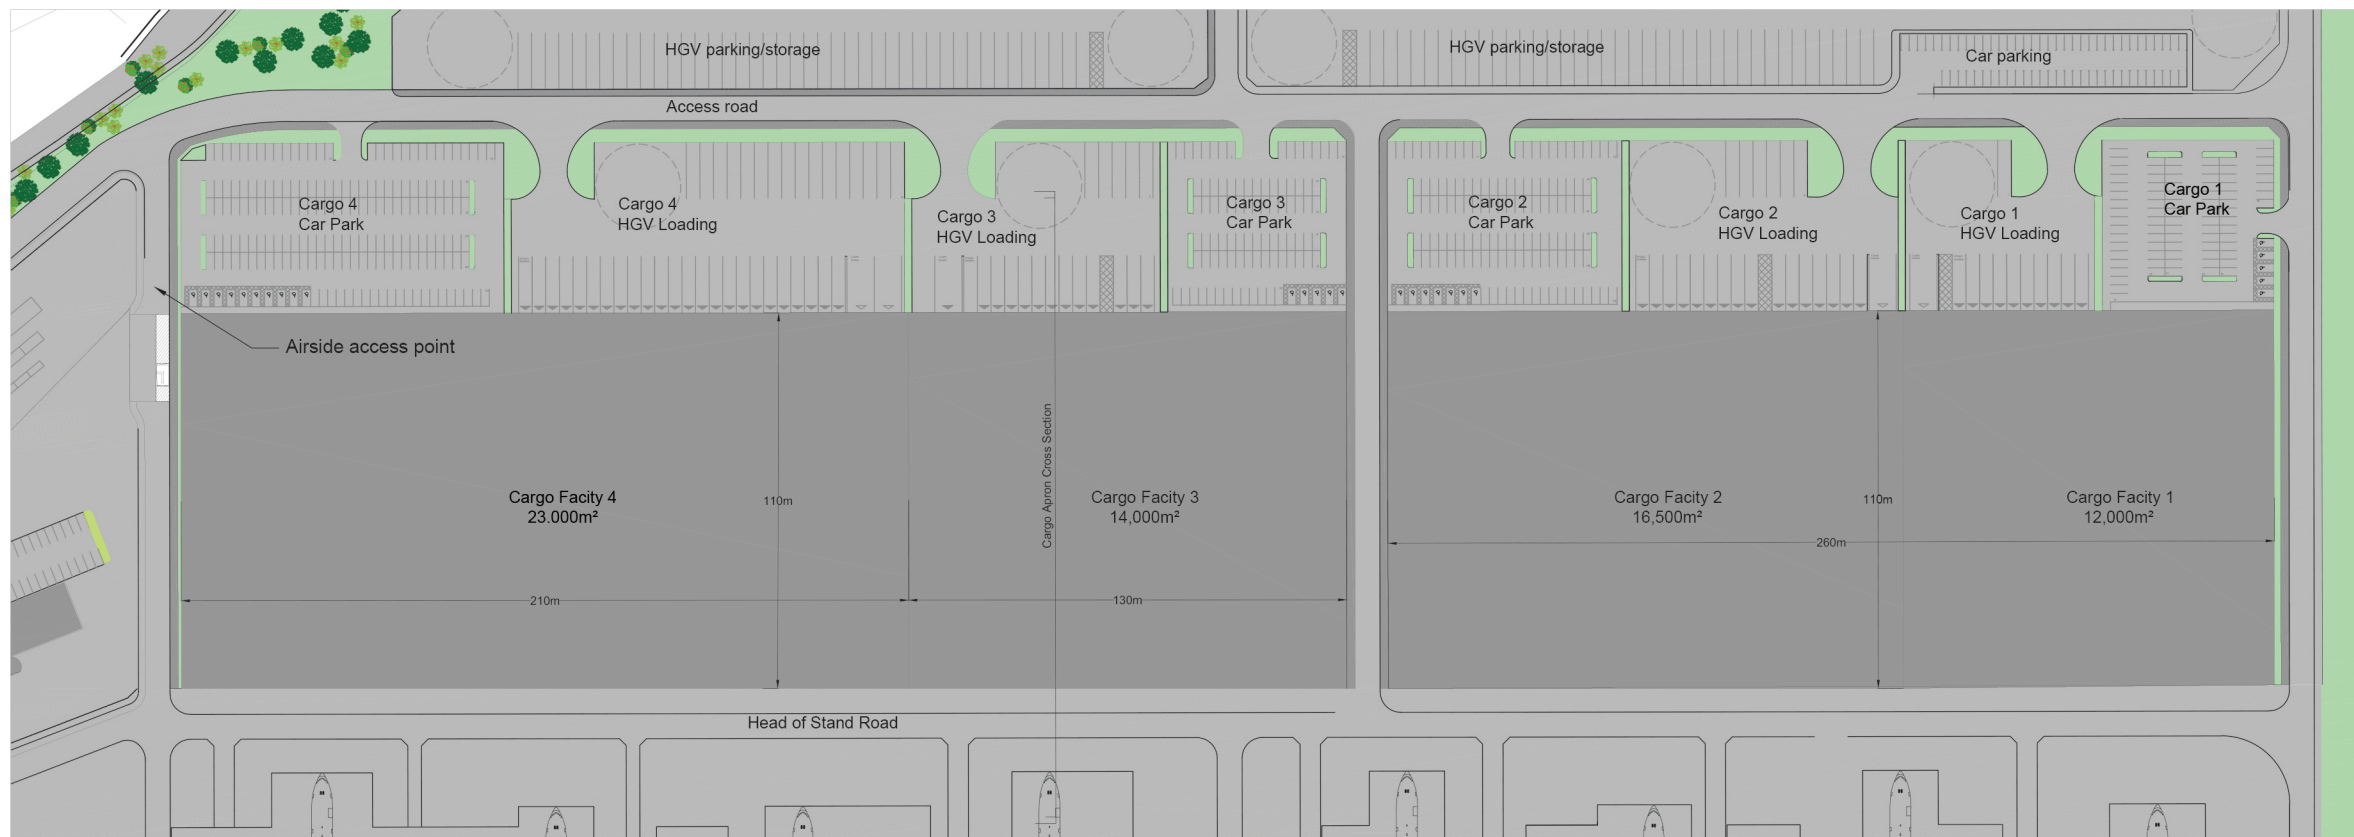 HGV parking/storage
HGV parking/storage
Car parking
Access road
Cargo 4
Car Park
Cargo 4
HGV Loading
Cargo 3
HGV Loading
Cargo 3
Car Park
Cargo 2
Car Park
Cargo 2
HGV Loading
Cargo 1
HGV Loading
Cargo 1
Car Park
Airside access point
Cargo Apron Cross Section
Cargo Facity 4
23.000m²
110m
Cargo Facity 3
14,000m²
Cargo Facity 2
16,500m²
110m
Cargo Facity 1
12,000m²
260m
210m
130m
Head of Stand Road